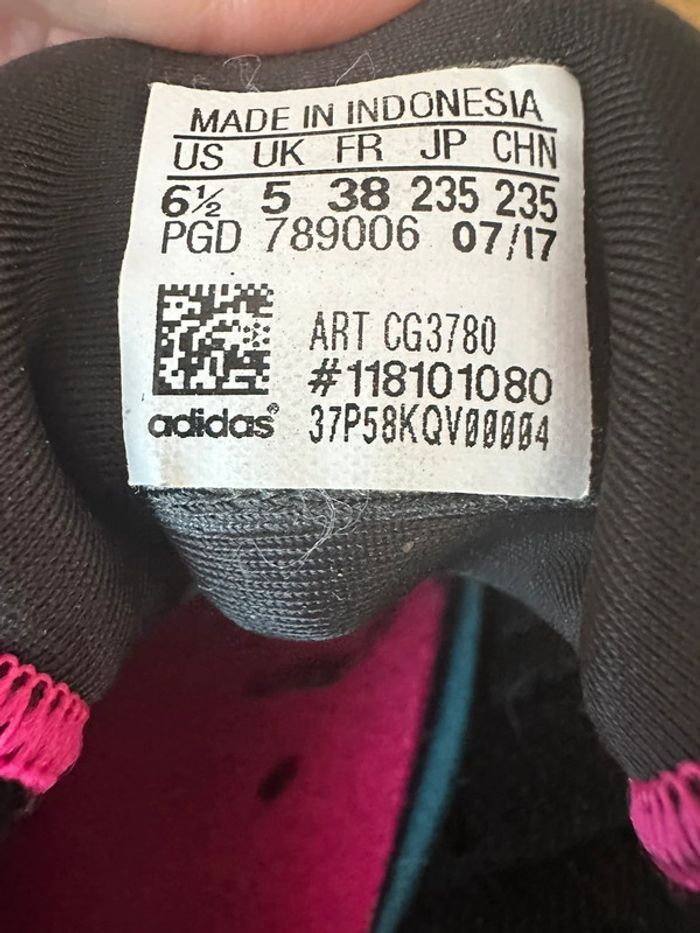 MADE IN INDONESIA
US UK FR JP CHN
6½ 5 38 235 235
PGD 789006 07/17
ART CG3780
#118101080
adidas® 37P58KQV00004